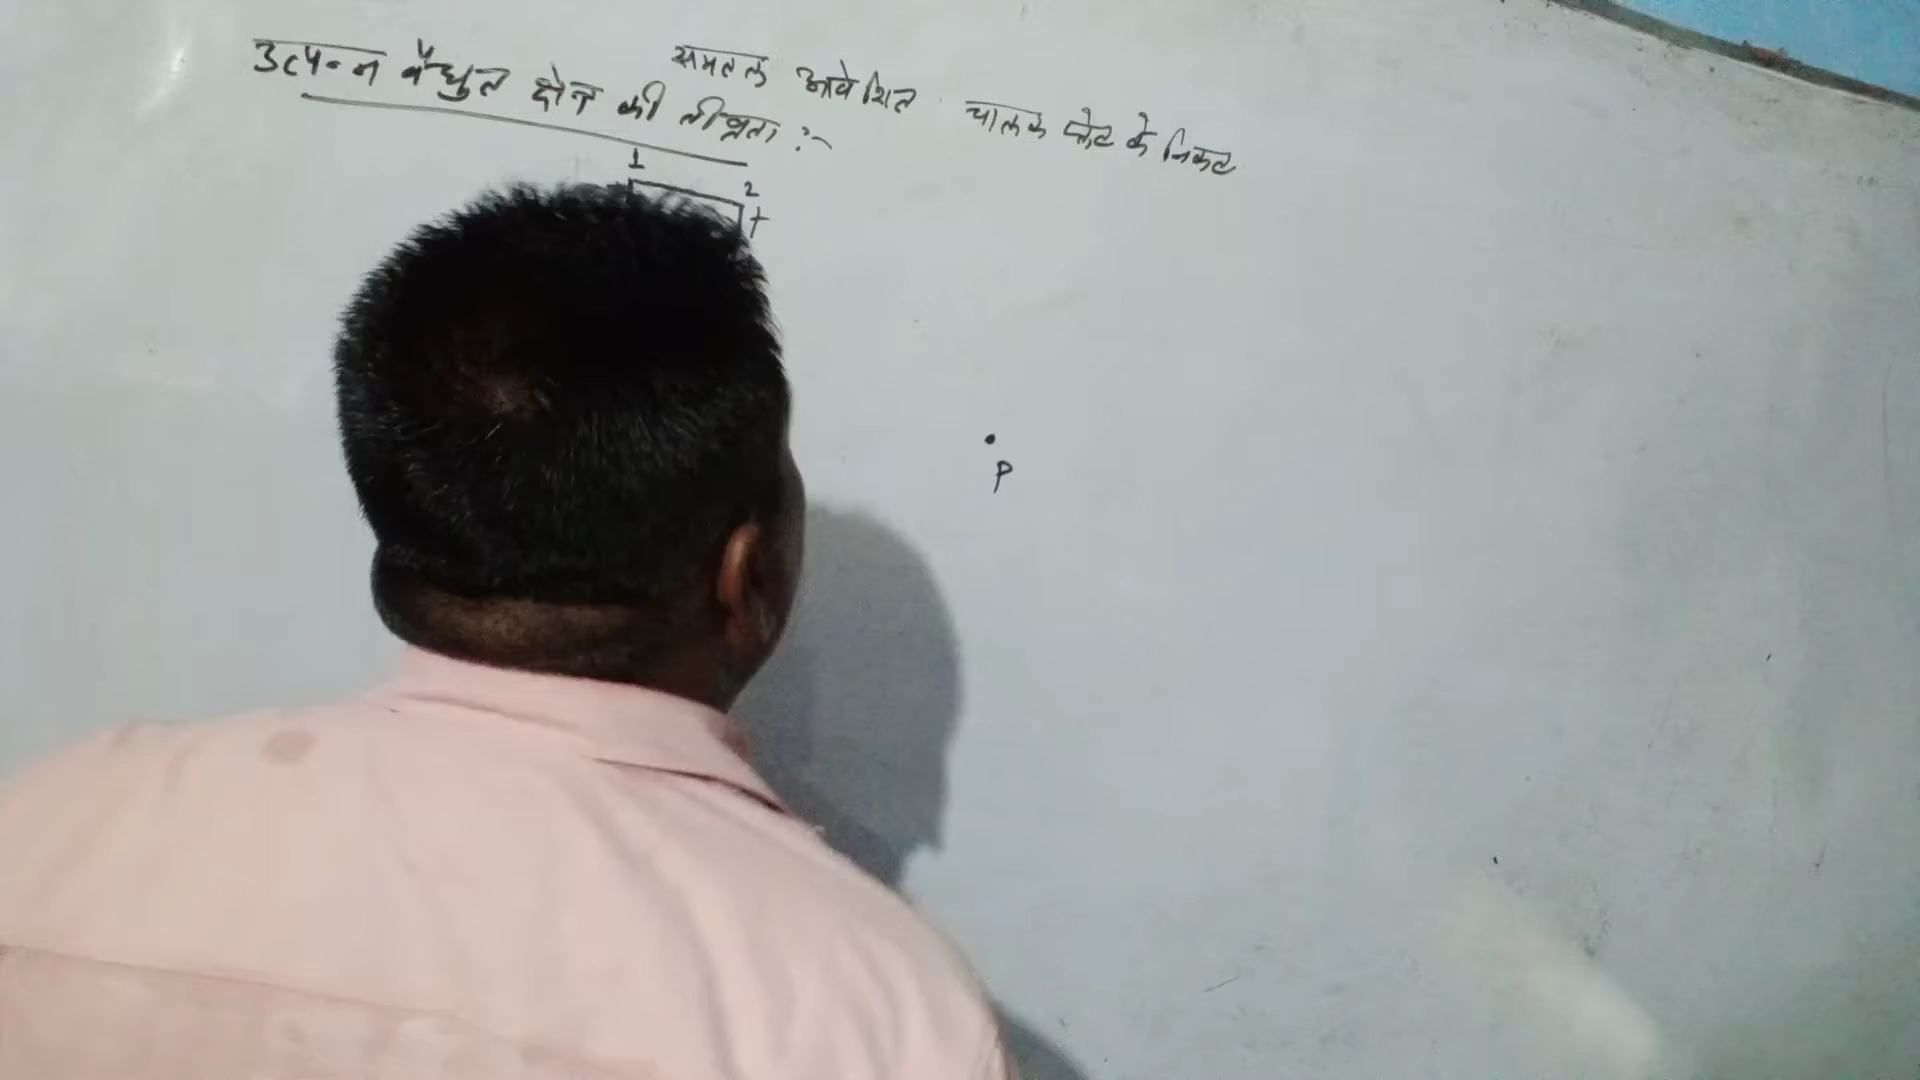 समतल आवेशित चालक प्लेट के निकट
उत्पन्न वैद्युत क्षेत्र की तीव्रता :-
1
2
+
P